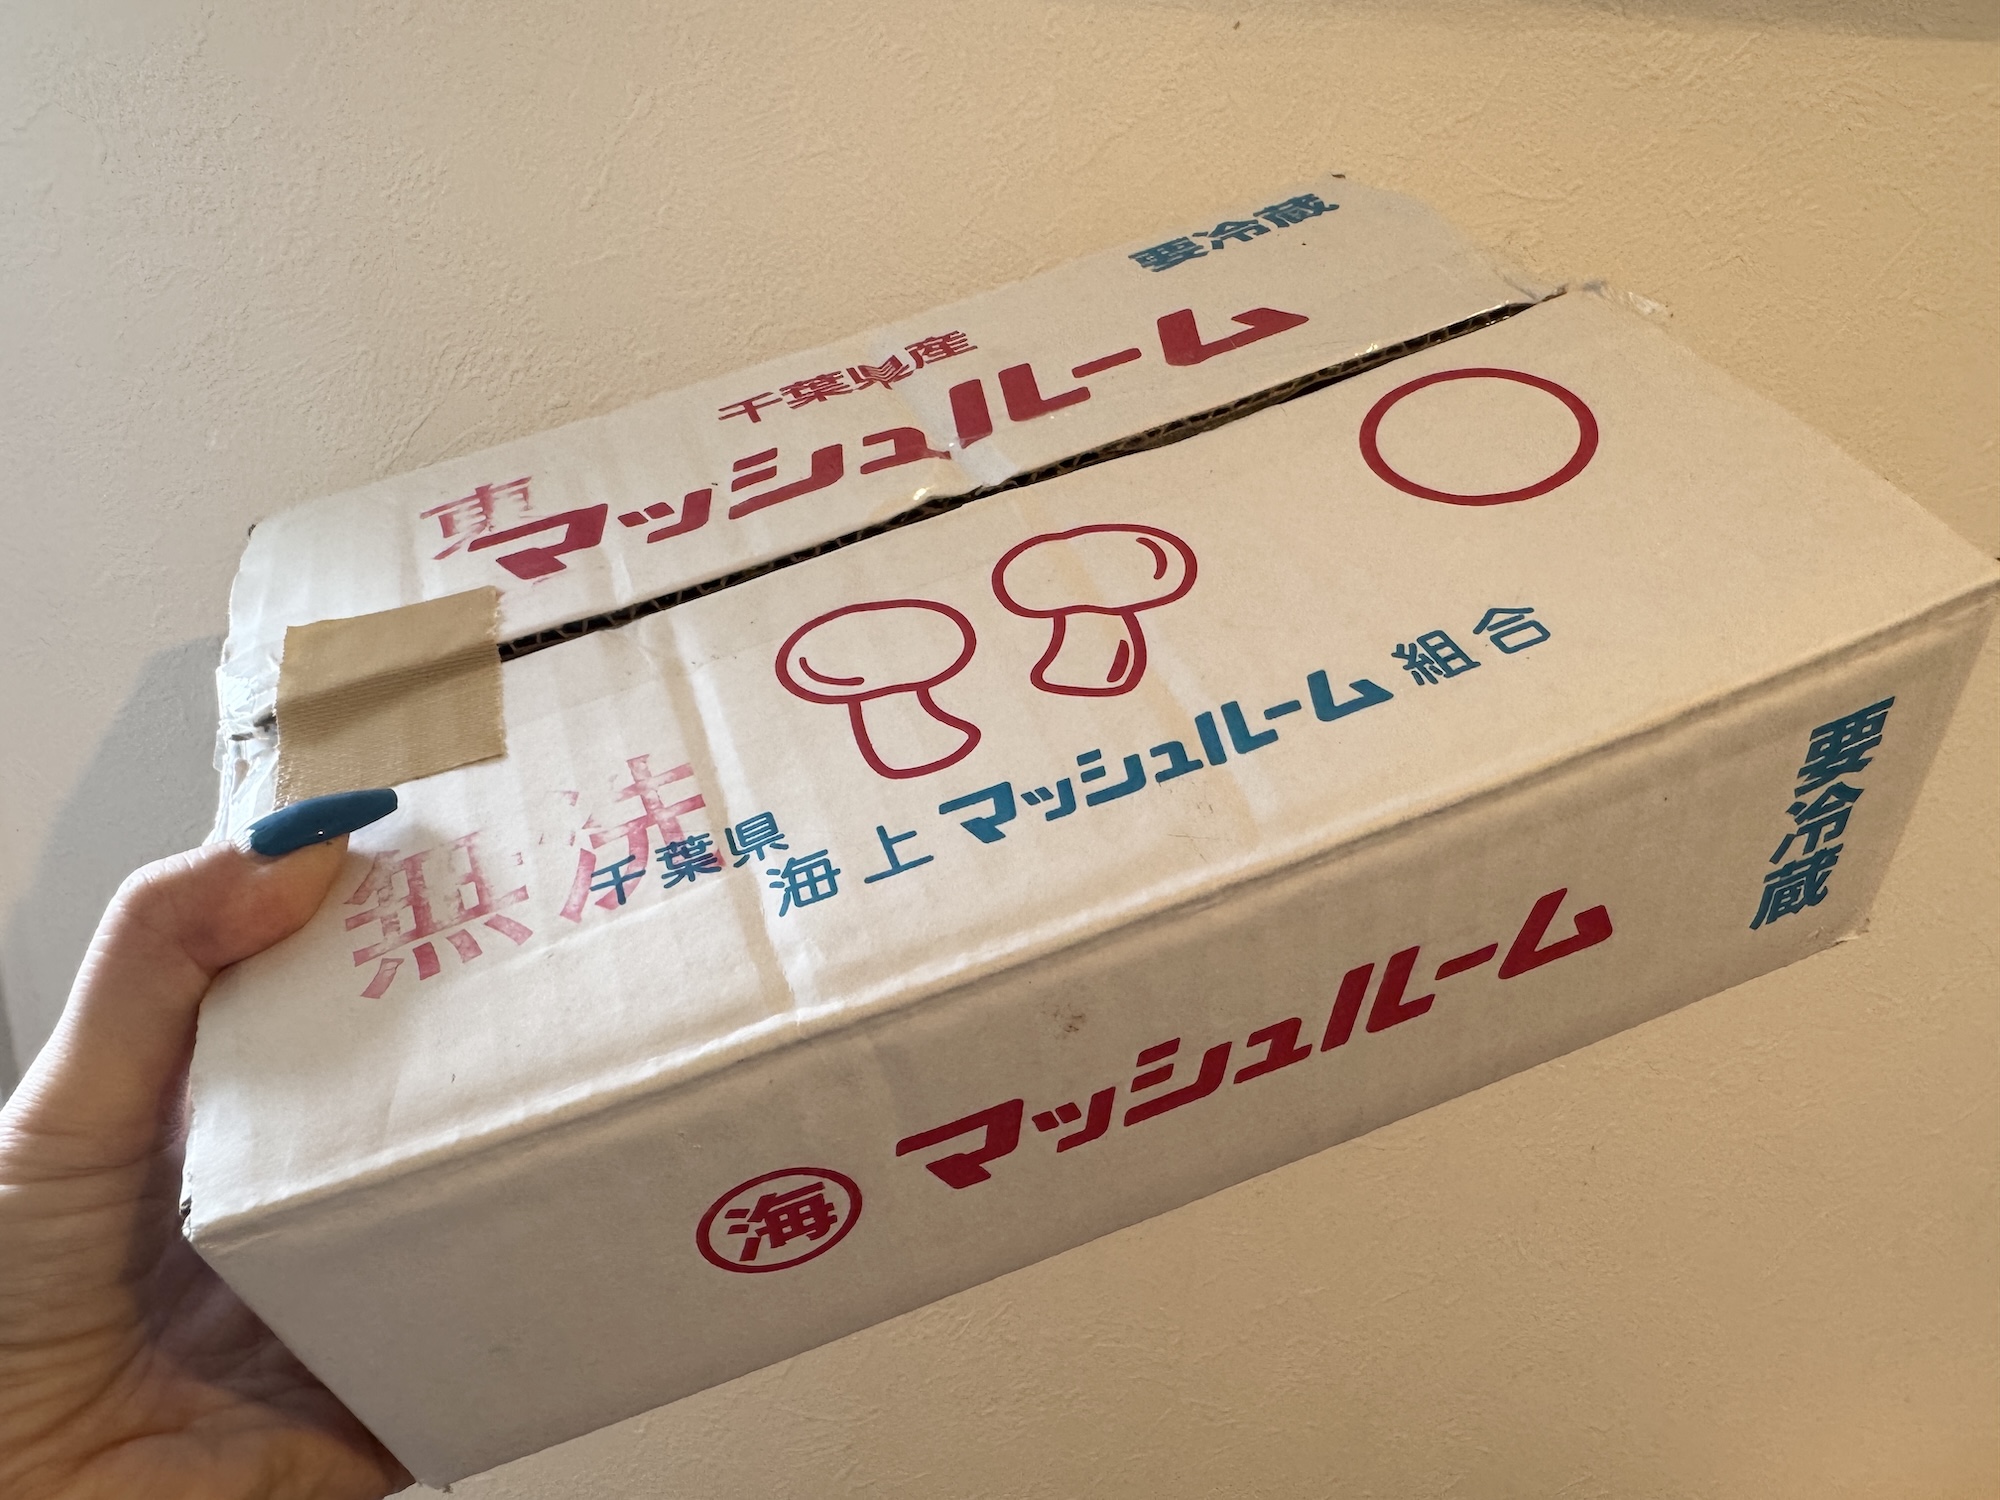 要冷蔵
千葉県産
マッシュルーム
東
無洗
千葉県
海上マッシュルーム組合
要冷蔵
海 マッシュルーム